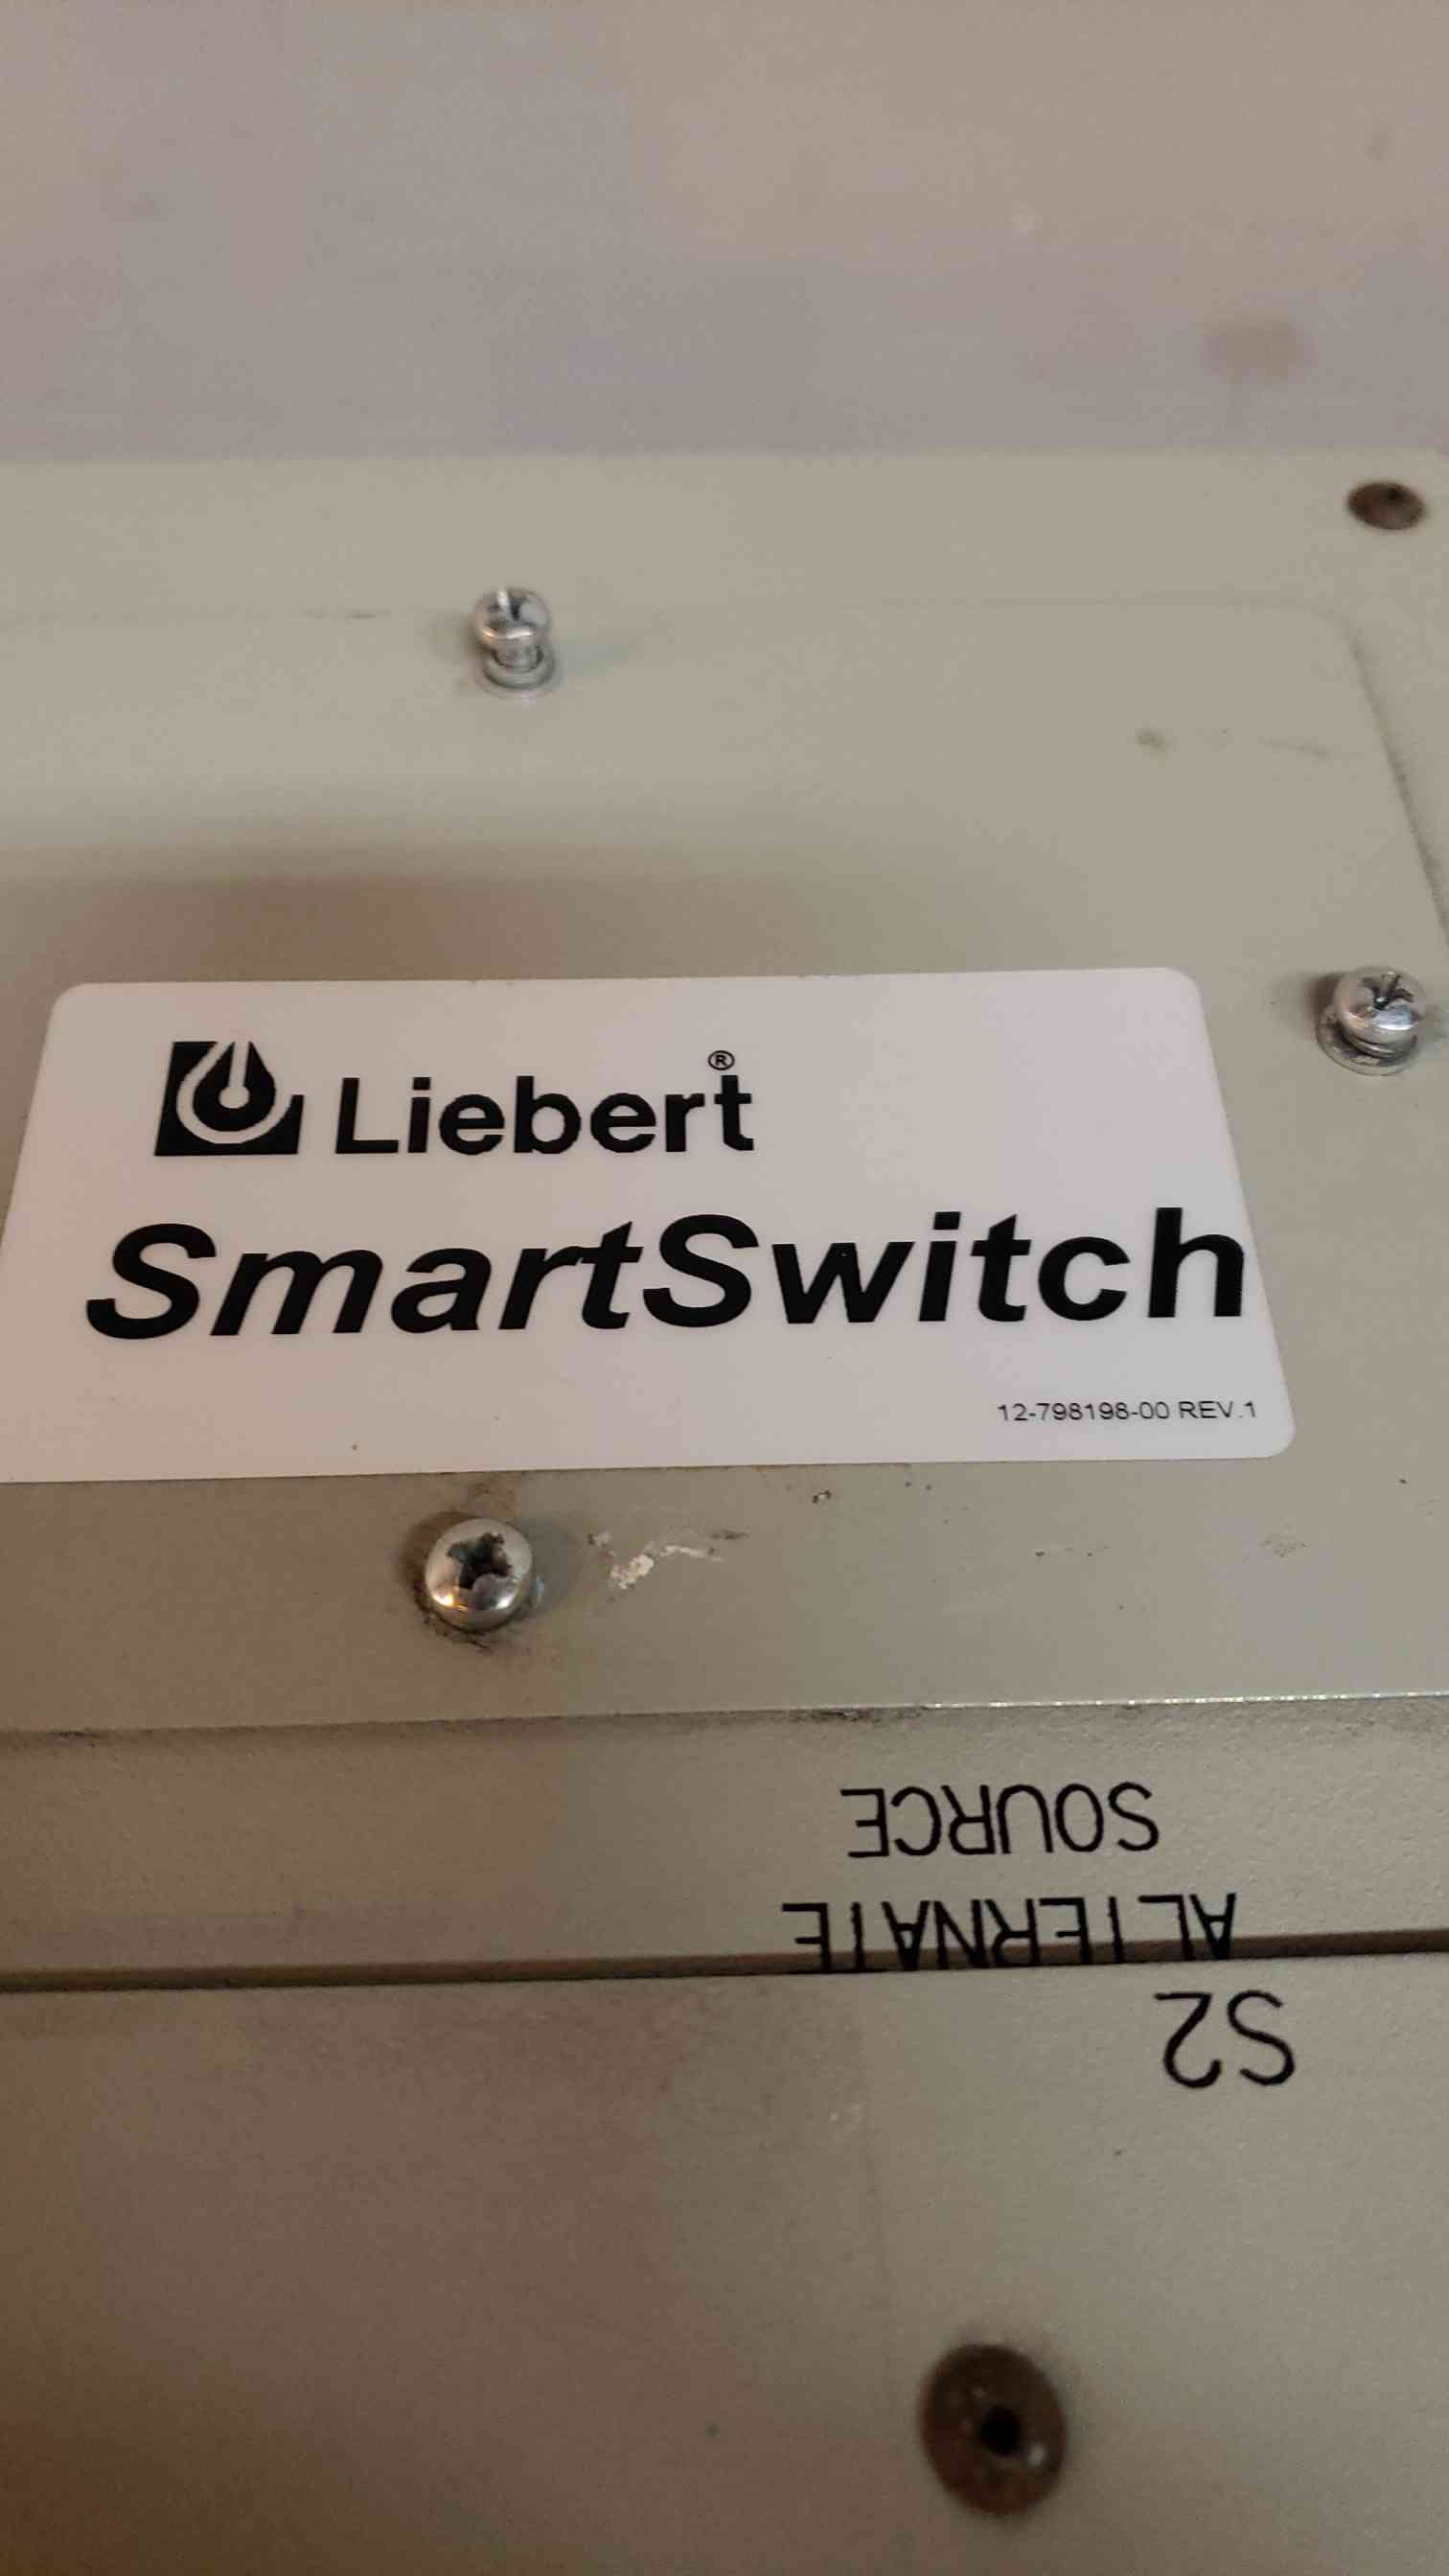 Liebert®
SmartSwitch
12-798198-00 REV.1
S2
ALTERNATE
SOURCE